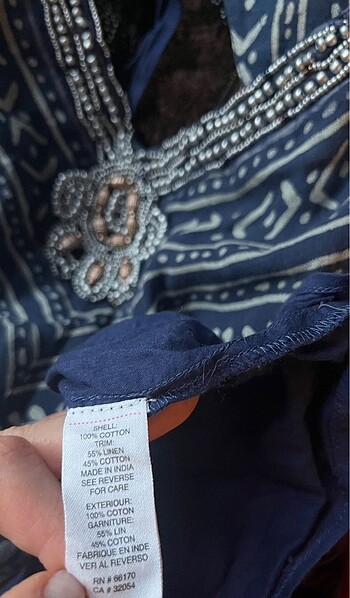 SHELL:
100% COTTON
TRIM:
55% LINEN
45% COTTON
MADE IN INDIA
SEE REVERSE
FOR CARE
EXTERIEUR:
100% COTON
GARNITURE:
55% LIN
45% COTON
FABRIQUE EN INDE
VER AL REVERSO
RN # 66170
CA # 32054